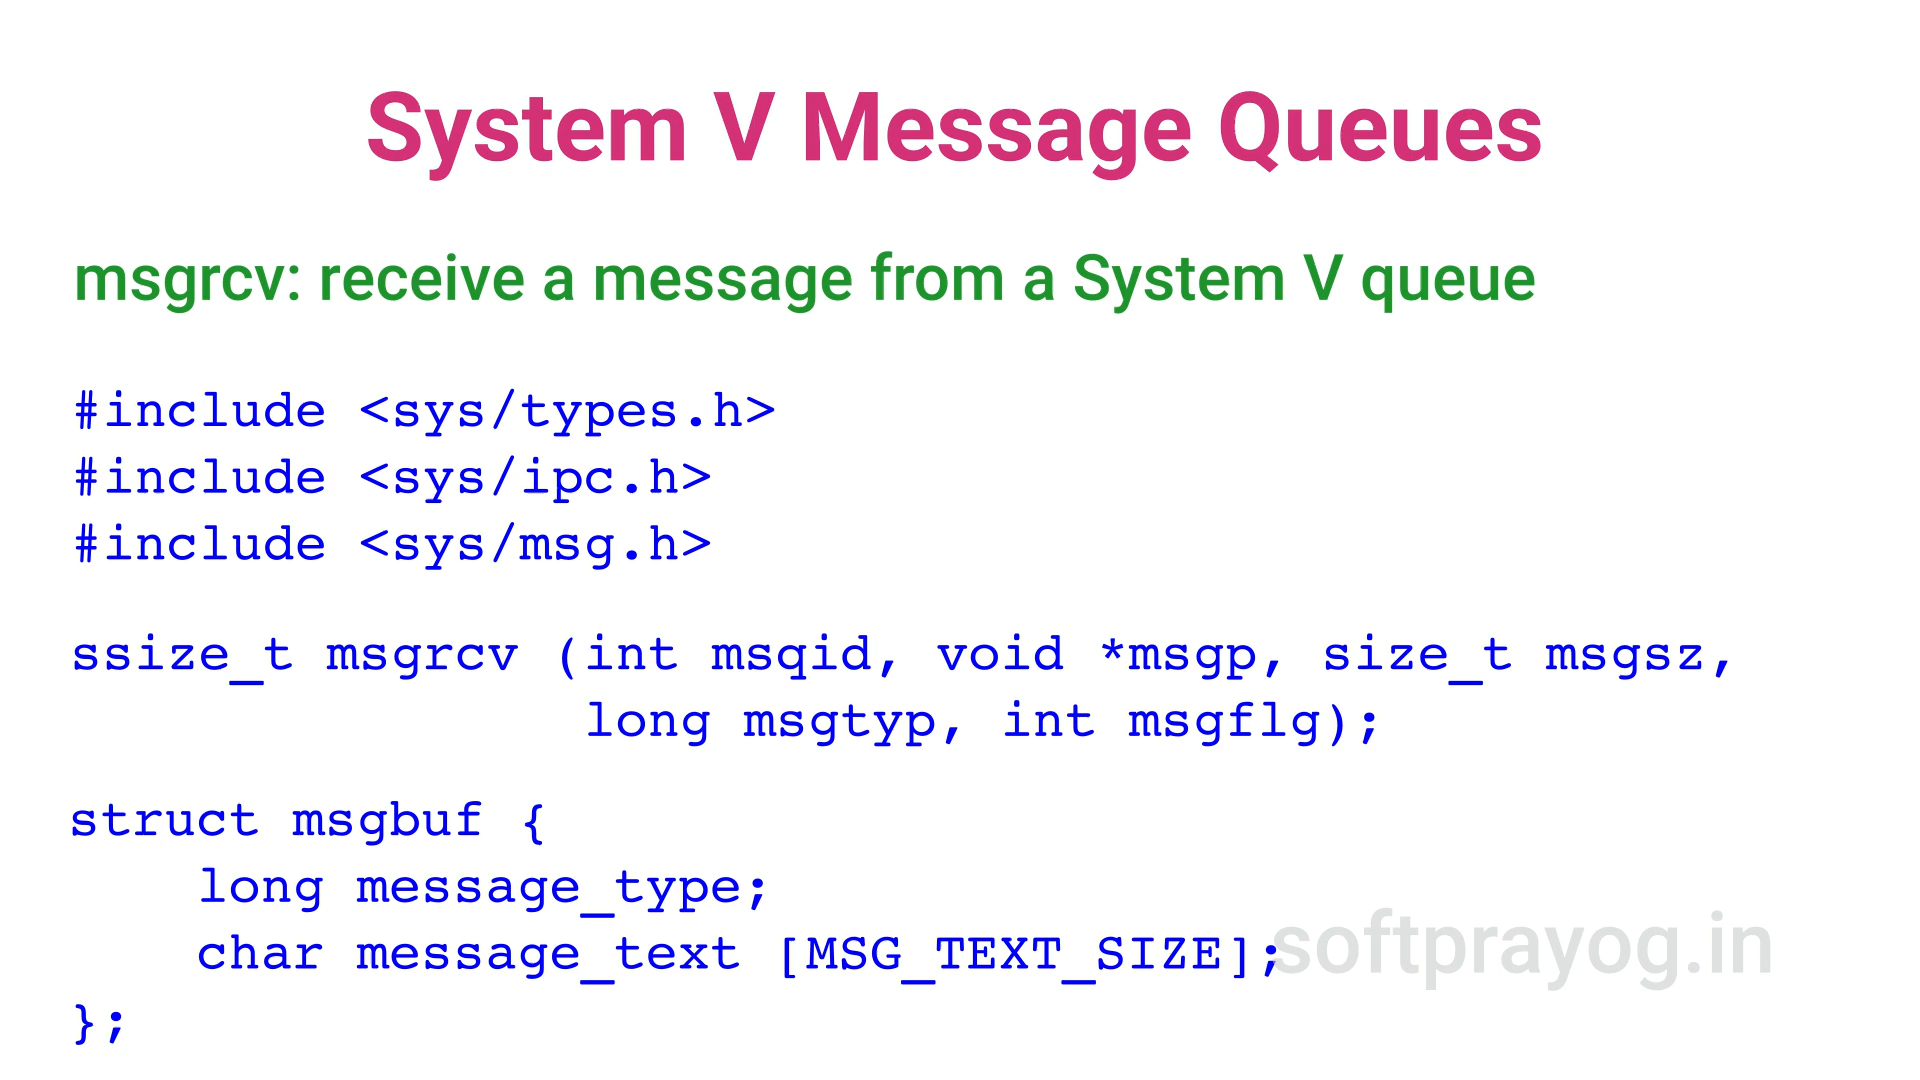 System V Message Queues
msgrcv: receive a message from a System V queue
#include <sys/types.h>
#include <sys/ipc.h>
#include <sys/msg.h>
ssize_t msgrcv (int msqid, void *msgp, size_t msgsz,
long msgtyp, int msgflg);
struct msgbuf {
long message_type;
char message_text [MSG_TEXT_SIZE];
softprayog.in
};